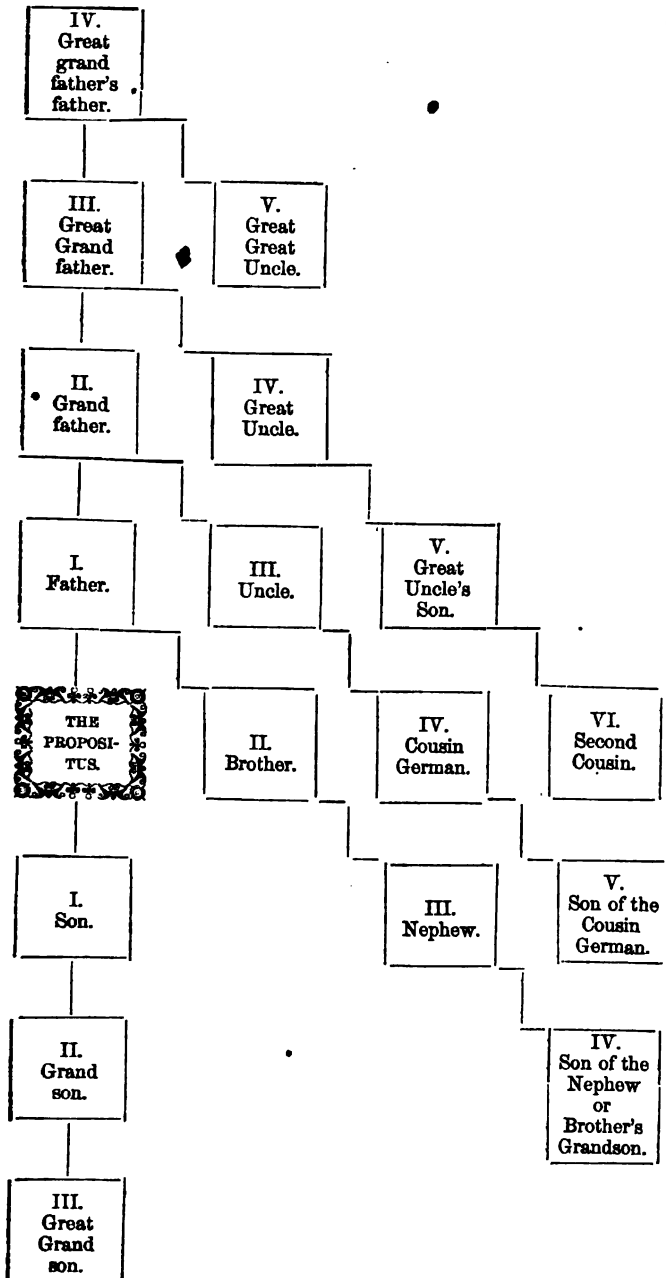 IV.
Great
grand
father's
father.
III.
Great
Grand
father.
V.
Great
Great
Uncle.
II.
Grand
father.
IV.
Great
Uncle.
I.
Father.
III.
Uncle.
V.
Great
Uncle's
Son.
THE
PROPOSI-
TUS.
II.
Brother.
IV.
Cousin
German.
VI.
Second
Cousin.
I.
Son.
III.
Nephew.
V.
Son of the
Cousin
German.
II.
Grand
son.
IV.
Son of the
Nephew
or
Brother's
Grandson.
III.
Great
Grand
son.